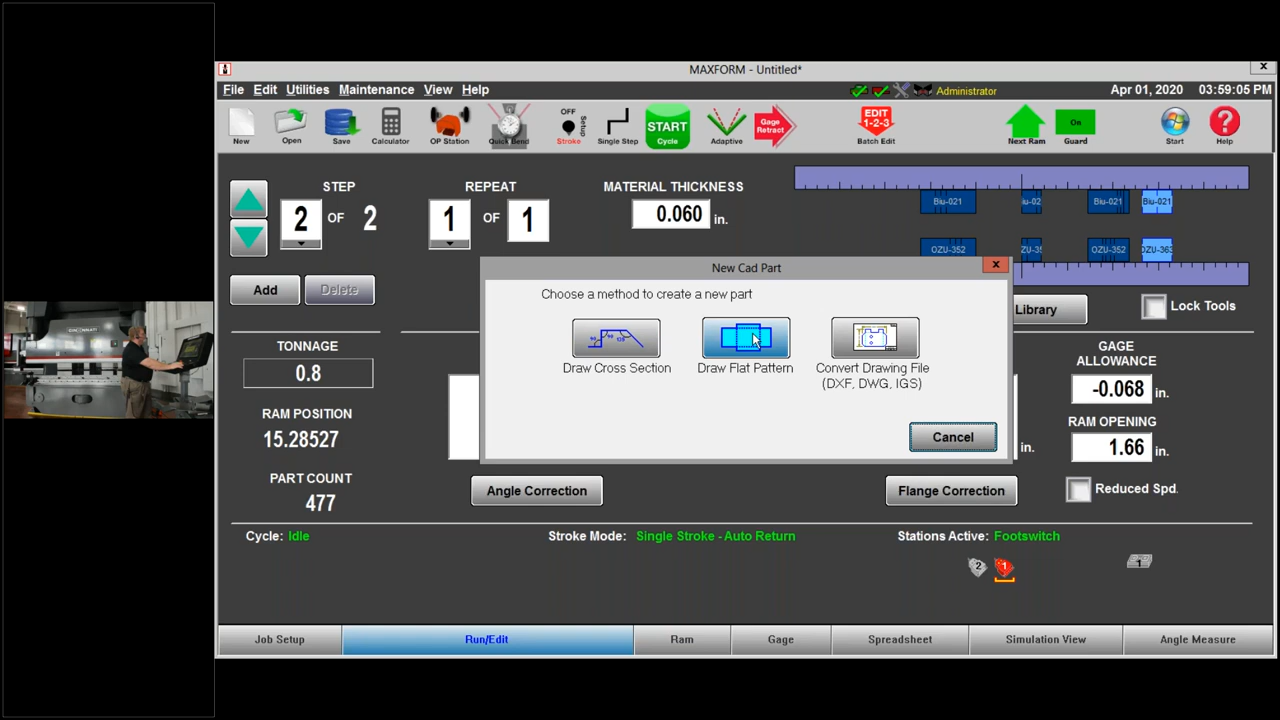 MAXFORM - Untitled*
x
File Edit Utilities Maintenance View Help
Administrator
Apr 01, 2020 03:59:05 PM
New
Open
Save
Calculator
OP Station
Quick Bend
OFF
Setup
Stroke
Single Step
START
Cycle
Adaptive
Gage
Retract
EDIT
1-2-3
Batch Edit
Next Ram
On
Guard
Start
?
Help
STEP
2 OF 2
REPEAT
1 OF 1
MATERIAL THICKNESS
0.060 in.
Biu-021
Biu-021
Biu-021
OZU-352
OZU-352
Add
Delete
Library
Lock Tools
New Cad Part
x
Choose a method to create a new part
Draw Cross Section
Draw Flat Pattern
Convert Drawing File
(DXF, DWG, IGS)
Cancel
TONNAGE
0.8
RAM POSITION
15.28527
PART COUNT
477
GAGE
ALLOWANCE
-0.068 in.
RAM OPENING
1.66 in.
in.
Reduced Spd.
Angle Correction
Flange Correction
Cycle: Idle
Stroke Mode: Single Stroke - Auto Return
Stations Active: Footswitch
2
1
1
Job Setup
Run/Edit
Ram
Gage
Spreadsheet
Simulation View
Angle Measure
CINCINNATI